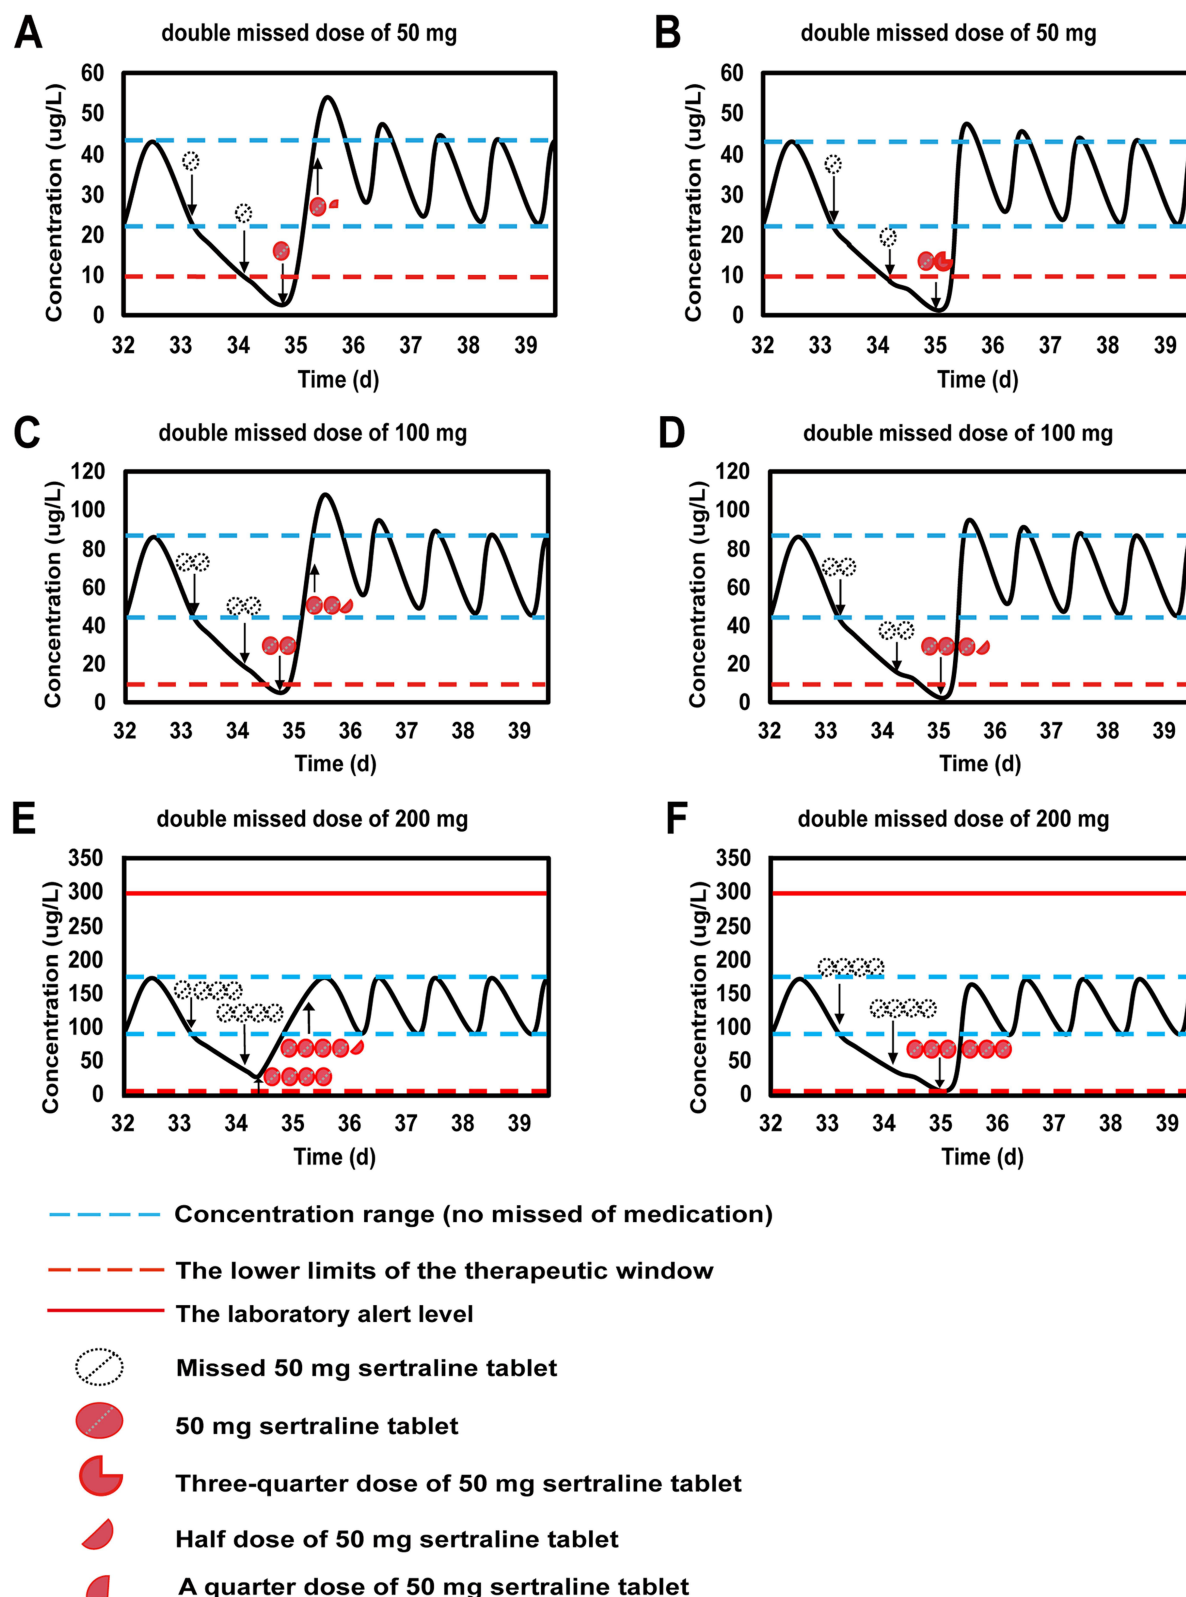 A
double missed dose of 50 mg
Concentration (ug/L)
60
50
40
30
20
10
0
32 33 34 35 36 37 38 39
Time (d)
B
double missed dose of 50 mg
Concentration (ug/L)
60
50
40
30
20
10
0
32 33 34 35 36 37 38 39
Time (d)
C
double missed dose of 100 mg
Concentration (ug/L)
120
100
80
60
40
20
0
32 33 34 35 36 37 38 39
Time (d)
D
double missed dose of 100 mg
Concentration (ug/L)
120
100
80
60
40
20
0
32 33 34 35 36 37 38 39
Time (d)
E
double missed dose of 200 mg
Concentration (ug/L)
350
300
250
200
150
100
50
0
32 33 34 35 36 37 38 39
Time (d)
F
double missed dose of 200 mg
Concentration (ug/L)
350
300
250
200
150
100
50
0
32 33 34 35 36 37 38 39
Time (d)
Concentration range (no missed of medication)
The lower limits of the therapeutic window
The laboratory alert level
Missed 50 mg sertraline tablet
50 mg sertraline tablet
Three-quarter dose of 50 mg sertraline tablet
Half dose of 50 mg sertraline tablet
A quarter dose of 50 mg sertraline tablet